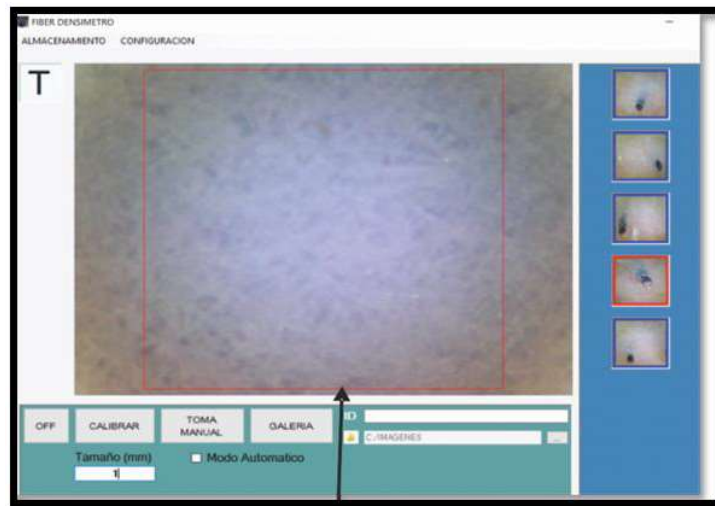 FIBER DENSIMETRO
ALMACENAMIENTO CONFIGURACION
T
OFF
CALIBRAR
TOMA
MANUAL
GALERIA
ID
C:/IMAGENES
...
Tamaño (mm)
1
Modo Automatico